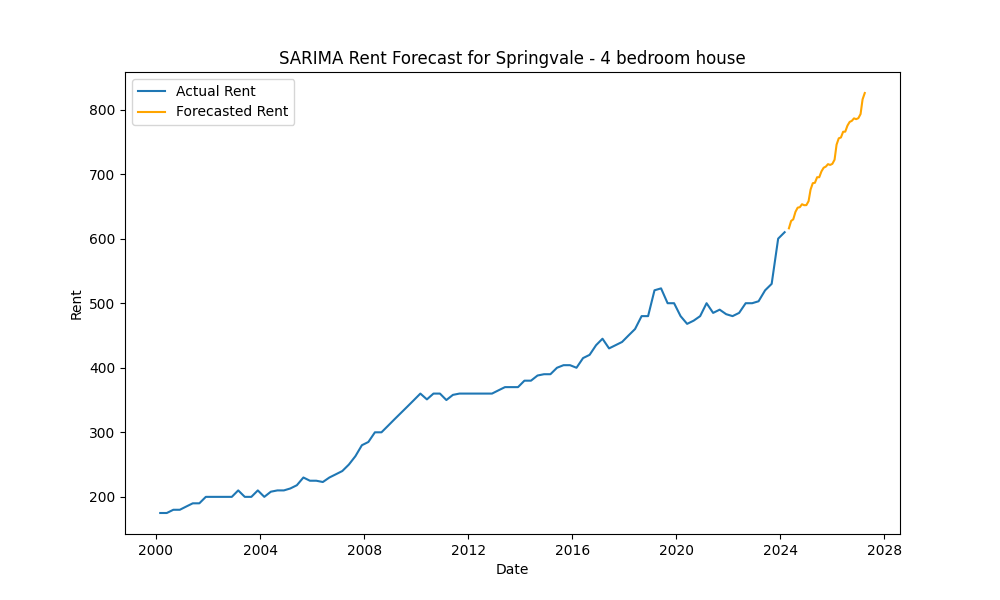 SARIMA Rent Forecast for Springvale - 4 bedroom house
Actual Rent
Forecasted Rent
800
700
600
500
400
300
200
Rent
2000 2004 2008 2012 2016 2020 2024 2028
Date